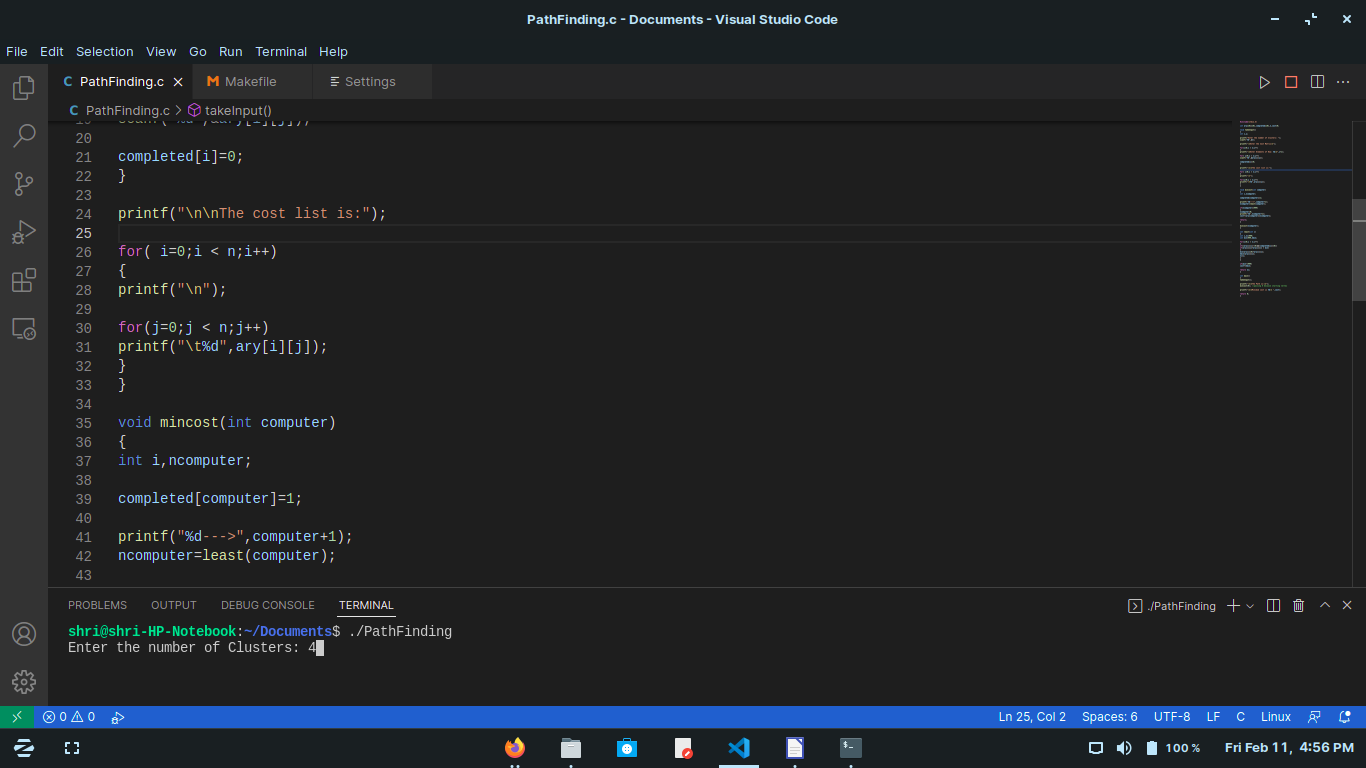 PathFinding.c - Documents - Visual Studio Code
File Edit Selection View Go Run Terminal Help
C PathFinding.c M Makefile Settings
C PathFinding.c > takeInput()
20
21 completed[i]=0;
22 }
23
24 printf("\n\nThe cost list is:");
25
26 for( i=0;i < n;i++)
27 {
28 printf("\n");
29
30 for(j=0;j < n;j++)
31 printf("\t%d",ary[i][j]);
32 }
33 }
34
35 void mincost(int computer)
36 {
37 int i,ncomputer;
38
39 completed[computer]=1;
40
41 printf("%d--->",computer+1);
42 ncomputer=least(computer);
43
PROBLEMS OUTPUT DEBUG CONSOLE TERMINAL ./PathFinding
shri@shri-HP-Notebook:~/Documents$ ./PathFinding
Enter the number of Clusters: 4
0 0 Ln 25, Col 2 Spaces: 6 UTF-8 LF C Linux
100 % Fri Feb 11, 4:56 PM